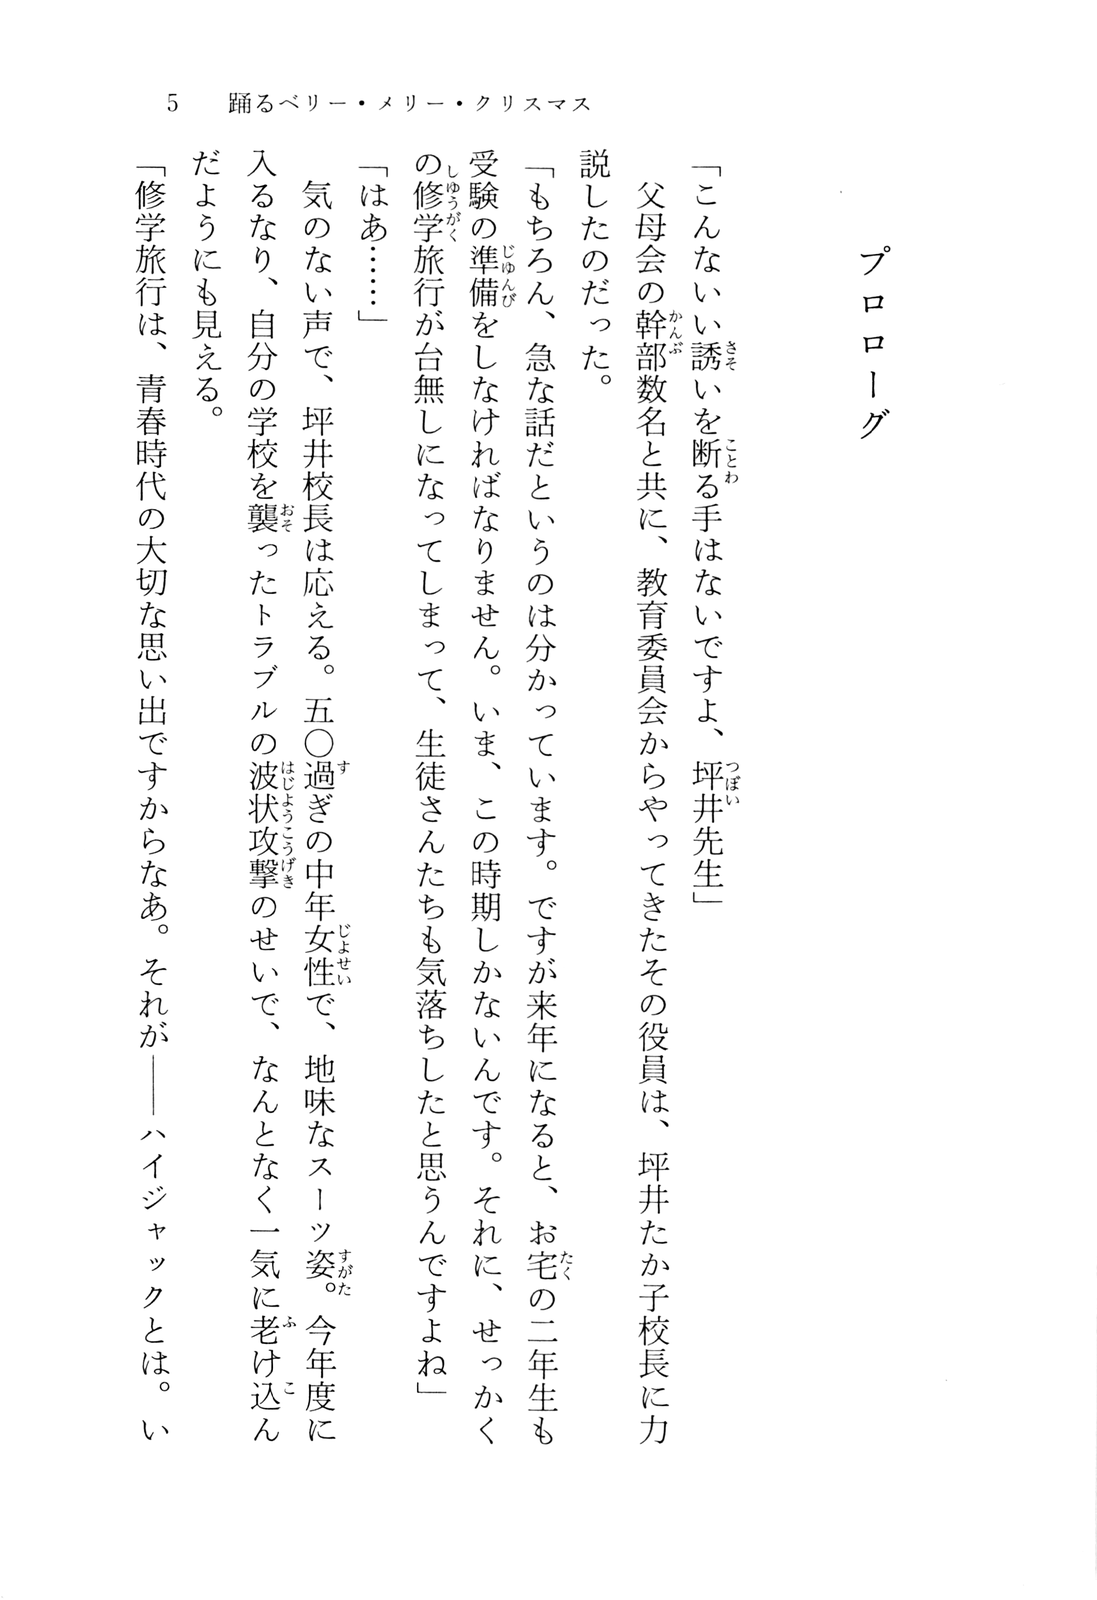 5 踊るベリー・メリー・クリスマス
プロローグ
「こんないい誘いを断る手はないですよ、坪井先生」
父母会の幹部数名と共に、教育委員会からやってきたその役員は、坪井たか子校長に力
説したのだった。
「もちろん、急な話だというのは分かっています。ですが来年になると、お宅の二年生も
受験の準備をしなければなりません。いま、この時期しかないんです。それに、せっかく
の修学旅行が台無しになってしまって、生徒さんたちも気落ちしたと思うんですよね」
「はあ……」
気のない声で、坪井校長は応える。五〇過ぎの中年女性で、地味なスーツ姿。今年度に
入るなり、自分の学校を襲ったトラブルの波状攻撃のせいで、なんとなく一気に老け込ん
だようにも見える。
「修学旅行は、青春時代の大切な思い出ですからなあ。それが――ハイジャックとは。い